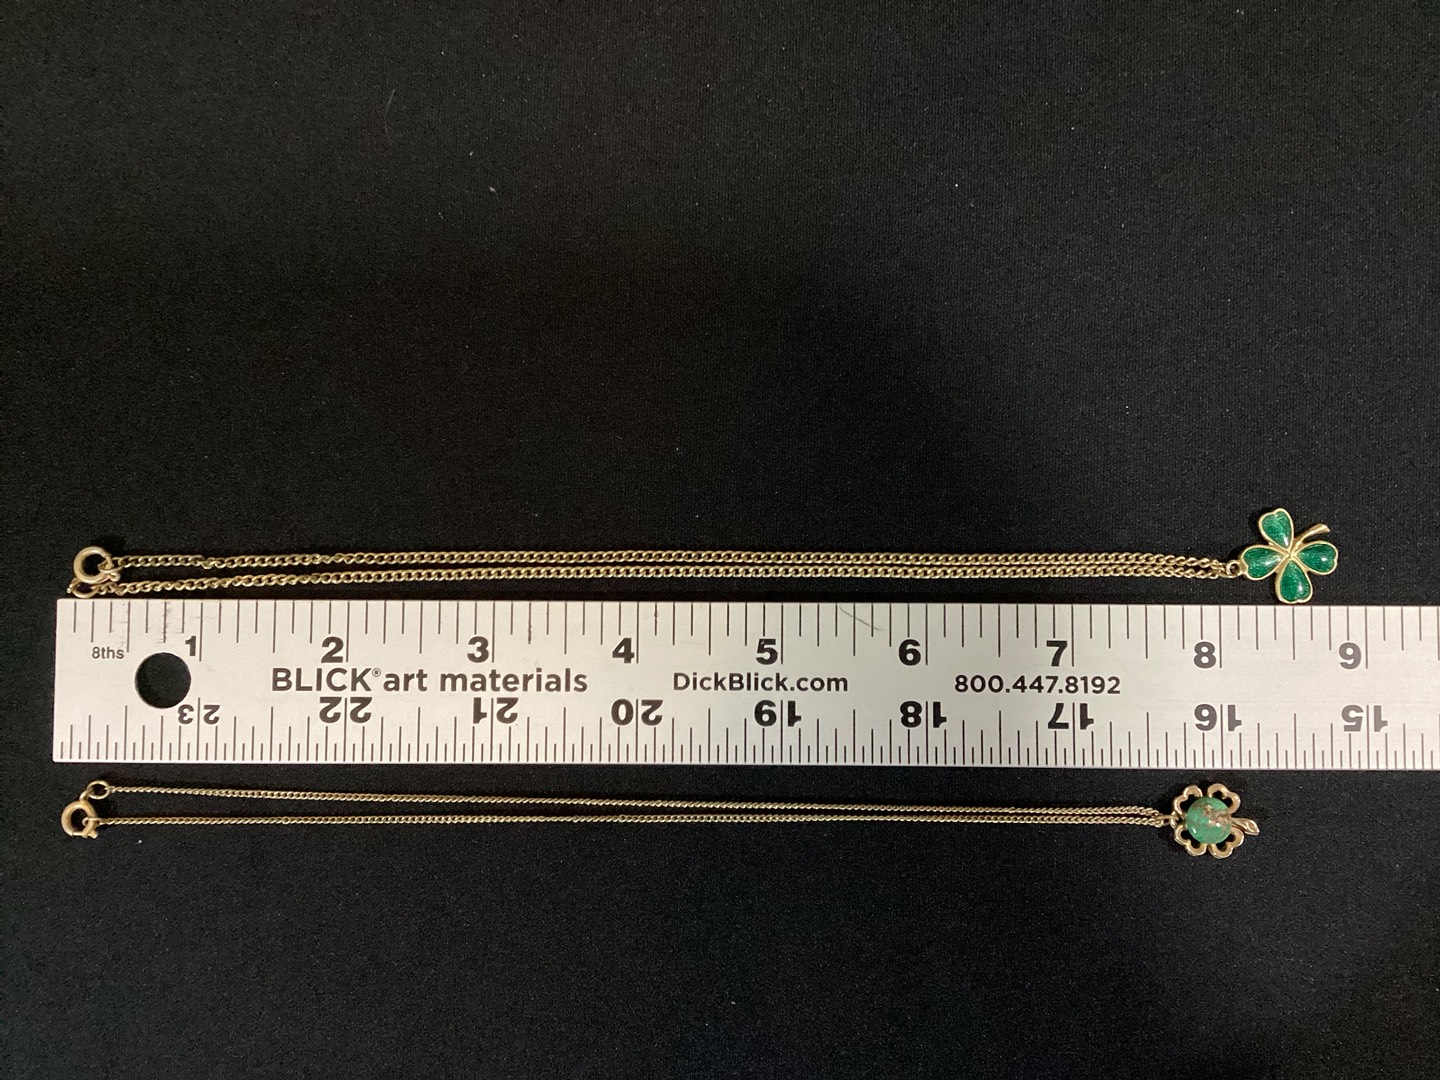 1 2 3 4 5 6 7 8 9
8ths
BLICK® art materials DickBlick.com 800.447.8192
23 22 21 20 19 18 17 16 15